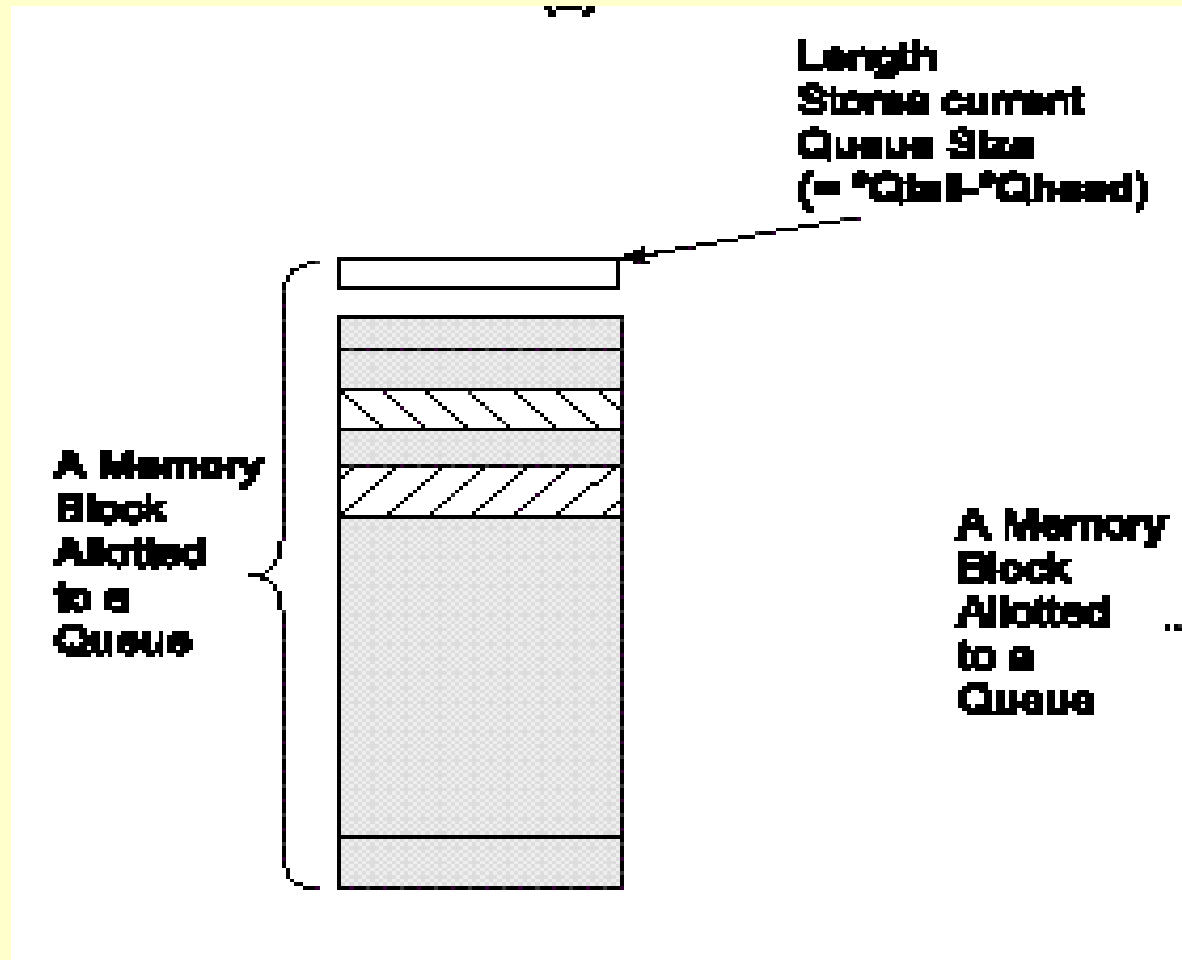 Length
Stores current
Queue Size
(= *Qtail-*Qhead)
A Memory
Block
Allotted
to a
Queue
A Memory
Block
Allotted
to a
Queue